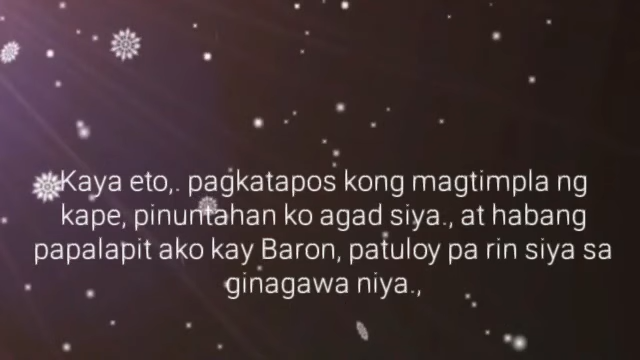 Kaya eto,. pagkatapos kong magtimpla ng
kape, pinuntahan ko agad siya., at habang
papalapit ako kay Baron, patuloy pa rin siya sa
ginagawa niya.,